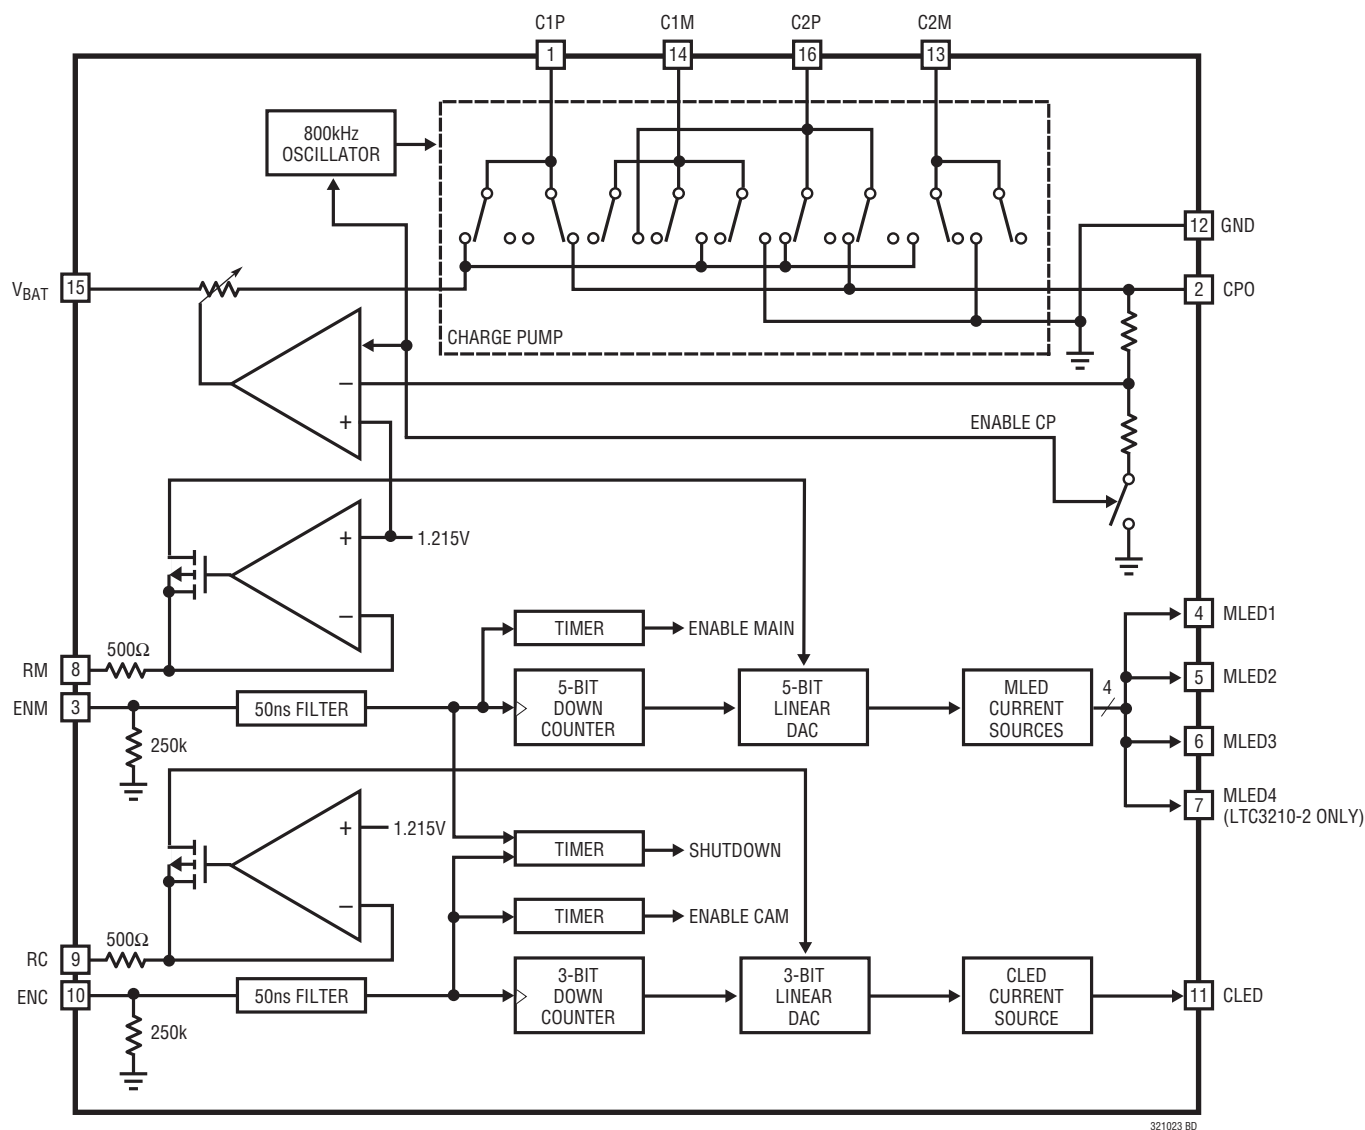 C1P
C1M
C2P
C2M
1
14
16
13
800kHz
OSCILLATOR
12
GND
15
VBAT
2
CPO
CHARGE PUMP
–
+
ENABLE CP
+
1.215V
–
4
MLED1
TIMER
ENABLE MAIN
500Ω
RM
8
5
MLED2
5-BIT
DOWN
COUNTER
5-BIT
LINEAR
DAC
MLED
CURRENT
SOURCES
4
ENM
3
50ns FILTER
250k
6
MLED3
7
MLED4
(LTC3210-2 ONLY)
+
1.215V
TIMER
SHUTDOWN
–
TIMER
ENABLE CAM
500Ω
RC
9
3-BIT
DOWN
COUNTER
3-BIT
LINEAR
DAC
CLED
CURRENT
SOURCE
ENC
10
50ns FILTER
11
CLED
250k
321023 BD